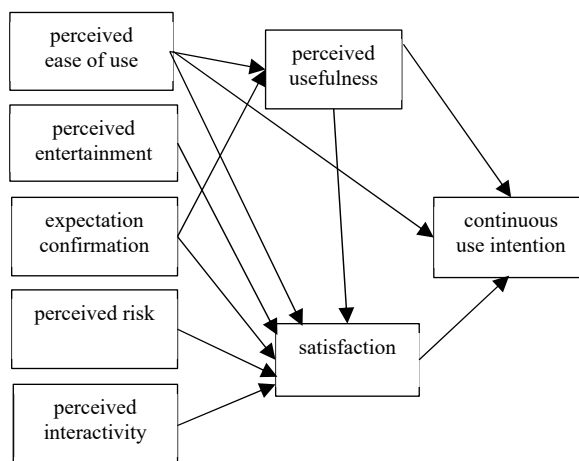 perceived
ease of use
perceived
entertainment
expectation
confirmation
perceived risk
perceived
interactivity
perceived
usefulness
satisfaction
continuous
use intention